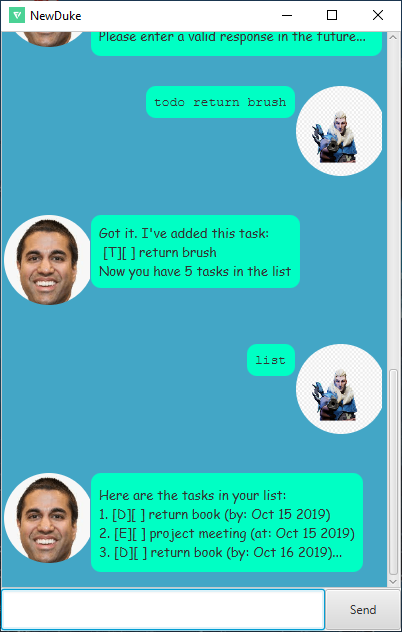 NewDuke
Please enter a valid response in the future...
todo return brush
Got it. I've added this task:
[T][ ] return brush
Now you have 5 tasks in the list
list
Here are the tasks in your list:
1. [D][ ] return book (by: Oct 15 2019)
2. [E][ ] project meeting (at: Oct 15 2019)
3. [D][ ] return book (by: Oct 16 2019)...
Send